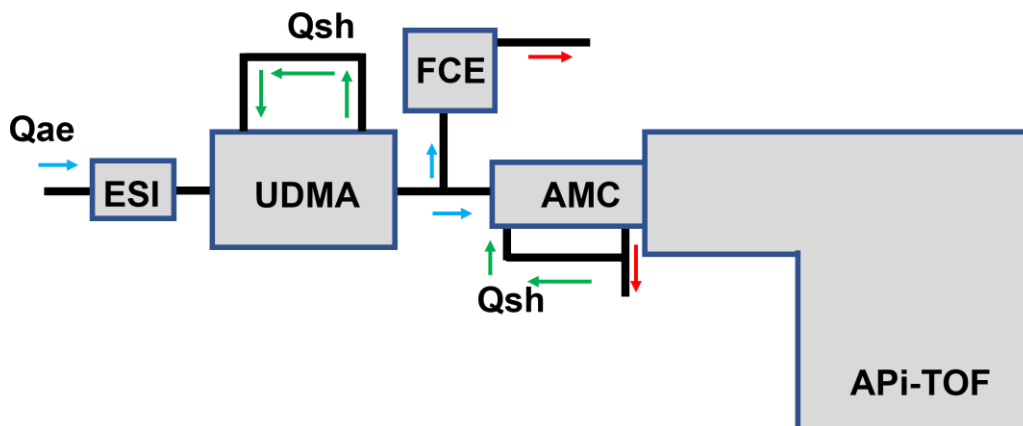 Qsh
FCE
Qae
ESI
UDMA
AMC
Qsh
APi-TOF